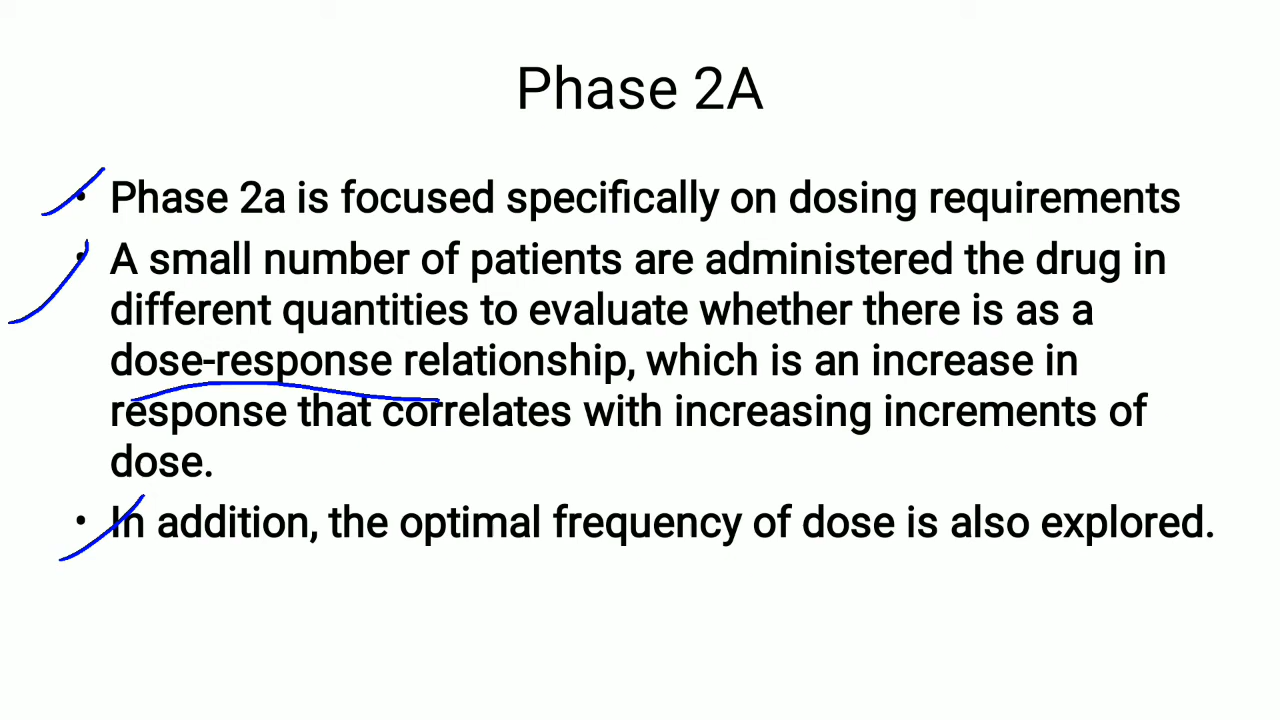 Phase 2A
• Phase 2a is focused specifically on dosing requirements
• A small number of patients are administered the drug in
different quantities to evaluate whether there is as a
dose-response relationship, which is an increase in
response that correlates with increasing increments of
dose.
• In addition, the optimal frequency of dose is also explored.